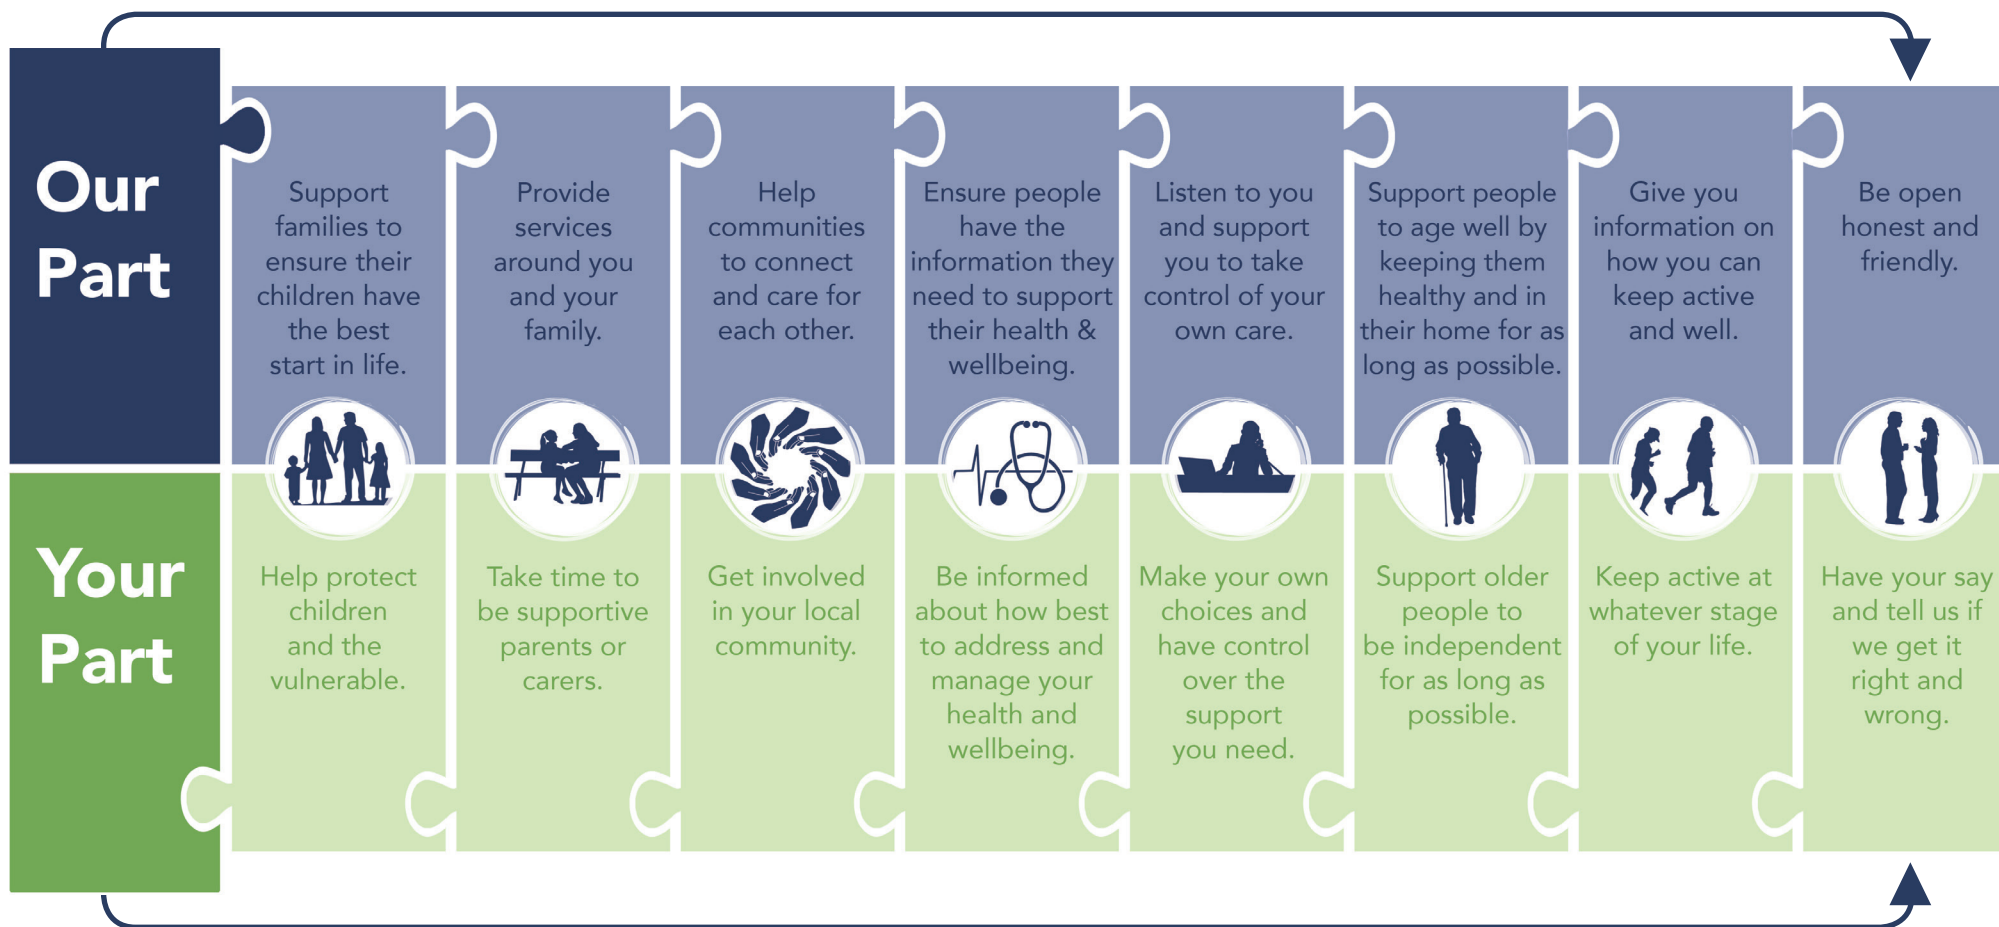 Our
Part
Support
families to
ensure their
children have
the best
start in life.
Provide
services
around you
and your
family.
Help
communities
to connect
and care for
each other.
Ensure people
have the
information they
need to support
their health &
wellbeing.
Listen to you
and support
you to take
control of your
own care.
Support people
to age well by
keeping them
healthy and in
their home for as
long as possible.
Give you
information on
how you can
keep active
and well.
Be open
honest and
friendly.
Your
Part
Help protect
children
and the
vulnerable.
Take time to
be supportive
parents or
carers.
Get involved
in your local
community.
Be informed
about how best
to address and
manage your
health and
wellbeing.
Make your own
choices and
have control
over the
support
you need.
Support older
people to
be independent
for as long as
possible.
Keep active at
whatever stage
of your life.
Have your say
and tell us if
we get it
right and
wrong.